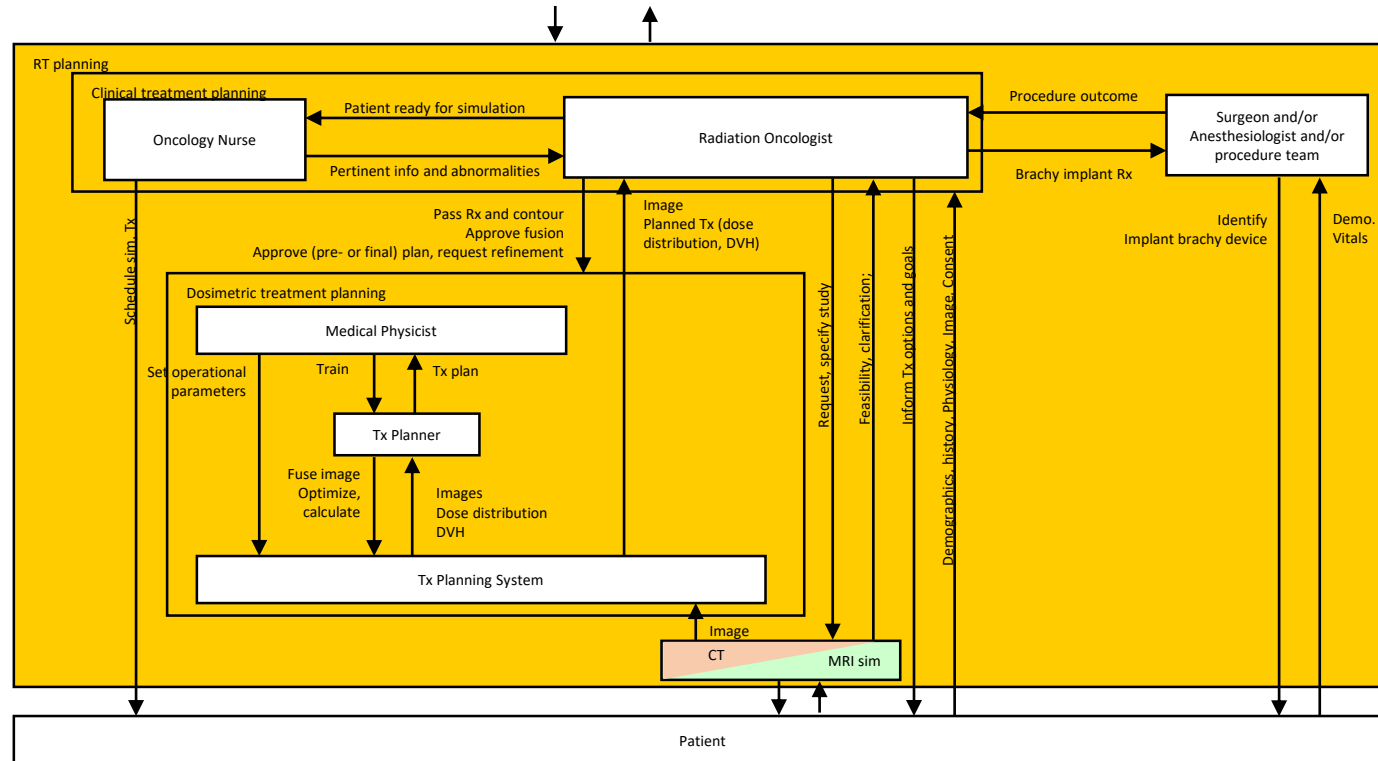 RT planning
Clinical treatment planning
Oncology Nurse
Patient ready for simulation
Pertinent info and abnormalities
Radiation Oncologist
Procedure outcome
Brachy implant Rx
Surgeon and/or
Anesthesiologist and/or
procedure team
Schedule sim, Tx
Pass Rx and contour
Approve fusion
Approve (pre- or final) plan, request refinement
Image
Planned Tx (dose
distribution, DVH)
Identify
Implant brachy device
Demo.
Vitals
Request, specify study
Feasibility, clarification;
Inform Tx options and goals
Demographics, history, Physiology, Image, Consent
Dosimetric treatment planning
Medical Physicist
Set operational
parameters
Train
Tx plan
Tx Planner
Fuse image
Optimize,
calculate
Images
Dose distribution
DVH
Tx Planning System
Image
CT
MRI sim
Patient